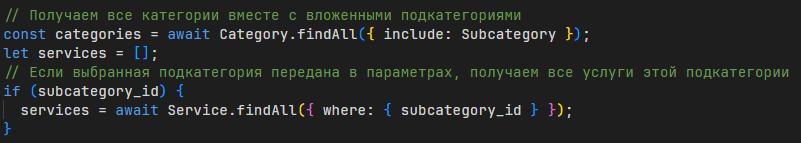 // Получаем все категории вместе с вложенными подкатегориями
const categories = await Category.findAll({ include: Subcategory });
let services = [];
// Если выбранная подкатегория передана в параметрах, получаем все услуги этой подкатегории
if (subcategory_id) {
  services = await Service.findAll({ where: { subcategory_id } });
}